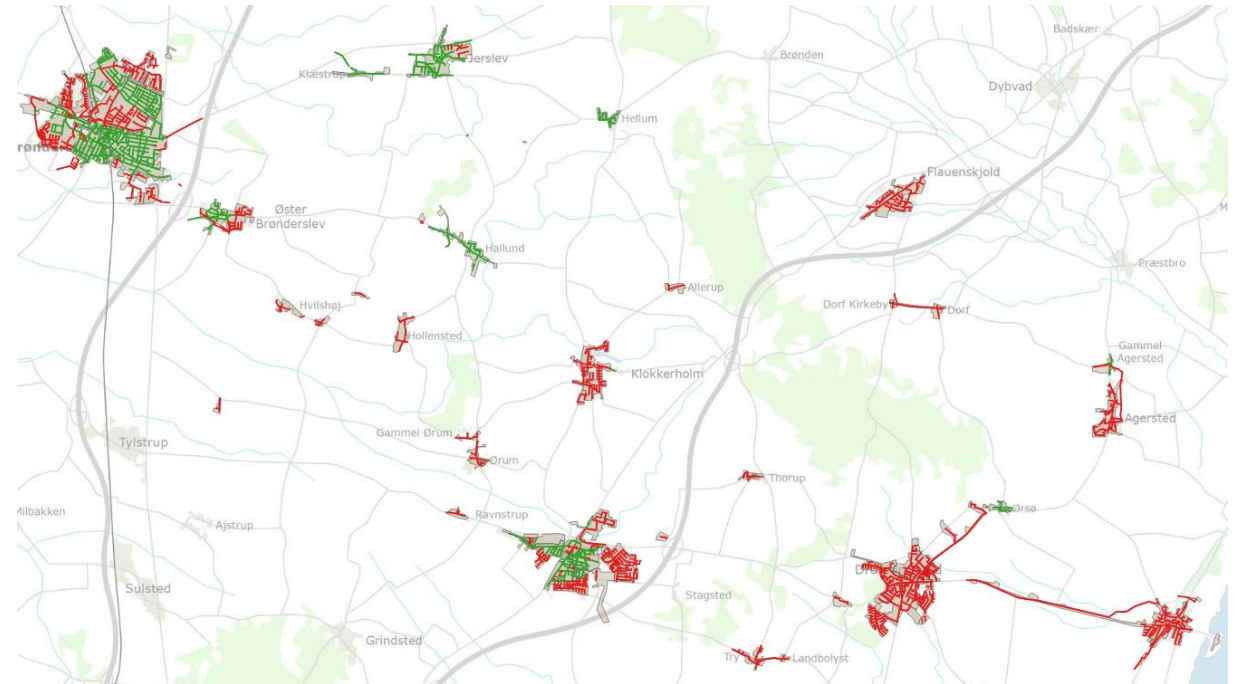 Badskær
Jerslev
Brønden
Klæstrup
Dybvad
Hellum
Flauenskjold
Øster
Brønderslev
Hallund
Præstbro
Allerup
Hvilshøj
Dorf Kirkeby
Dorf
Hollensted
Gammel
Agersted
Klokkerholm
Agersted
Gammel Ørum
Tylstrup
Ørum
Thorup
Ørsø
Milbakken
Ravnstrup
Ajstrup
Sulsted
Stagsted
Grindsted
Try
Landbolyst